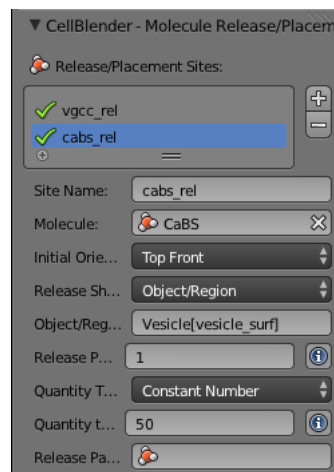 CellBlender - Molecule Release/Placem
Release/Placement Sites:
vgcc_rel
cabs_rel
Site Name: cabs_rel
Molecule: CaBS
Initial Orie... Top Front
Release Sh... Object/Region
Object/Reg... Vesicle[vesicle_surf]
Release P... 1
Quantity T... Constant Number
Quantity t... 50
Release Pa...